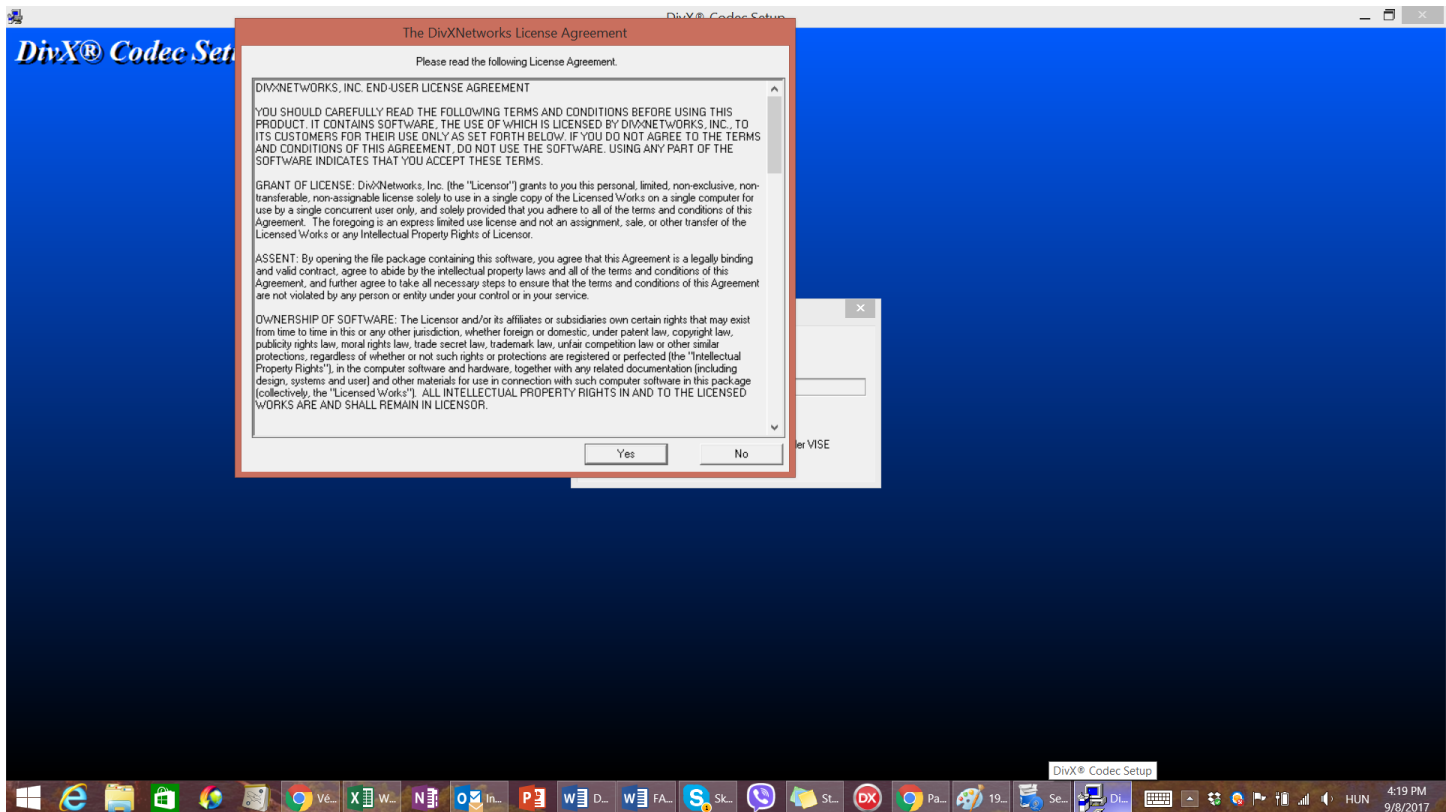 DivX® Codec Setup
DivX® Codec Set
The DivXNetworks License Agreement
Please read the following License Agreement.
DIVXNETWORKS, INC. END-USER LICENSE AGREEMENT
YOU SHOULD CAREFULLY READ THE FOLLOWING TERMS AND CONDITIONS BEFORE USING THIS
PRODUCT. IT CONTAINS SOFTWARE, THE USE OF WHICH IS LICENSED BY DIVXNETWORKS, INC., TO
ITS CUSTOMERS FOR THEIR USE ONLY AS SET FORTH BELOW. IF YOU DO NOT AGREE TO THE TERMS
AND CONDITIONS OF THIS AGREEMENT, DO NOT USE THE SOFTWARE. USING ANY PART OF THE
SOFTWARE INDICATES THAT YOU ACCEPT THESE TERMS.
GRANT OF LICENSE: DivXNetworks, Inc. (the "Licensor") grants to you this personal, limited, non-exclusive, non-
transferable, non-assignable license solely to use in a single copy of the Licensed Works on a single computer for
use by a single concurrent user only, and solely provided that you adhere to all of the terms and conditions of this
Agreement. The foregoing is an express limited use license and not an assignment, sale, or other transfer of the
Licensed Works or any Intellectual Property Rights of Licensor.
ASSENT: By opening the file package containing this software, you agree that this Agreement is a legally binding
and valid contract, agree to abide by the intellectual property laws and all of the terms and conditions of this
Agreement, and further agree to take all necessary steps to ensure that the terms and conditions of this Agreement
are not violated by any person or entity under your control or in your service.
OWNERSHIP OF SOFTWARE: The Licensor and/or its affiliates or subsidiaries own certain rights that may exist
from time to time in this or any other jurisdiction, whether foreign or domestic, under patent law, copyright law,
publicity rights law, moral rights law, trade secret law, trademark law, unfair competition law or other similar
protections, regardless of whether or not such rights or protections are registered or perfected (the "Intellectual
Property Rights"), in the computer software and hardware, together with any related documentation (including
design, systems and user) and other materials for use in connection with such computer software in this package
(collectively, the "Licensed Works"). ALL INTELLECTUAL PROPERTY RIGHTS IN AND TO THE LICENSED
WORKS ARE AND SHALL REMAIN IN LICENSOR.
Yes No
ler VISE
DivX® Codec Setup
Vé... W... In... D... FA... Sk... St... DX Pa... 19... Se... Di... HUN 4:19 PM
9/8/2017